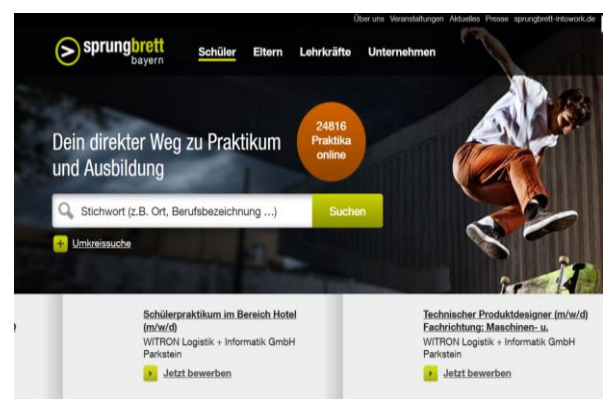 Über uns Veranstaltungen Aktuelles Presse sprungbrett-intowork.de
sprungbrett
bayern
Schüler Eltern Lehrkräfte Unternehmen
Dein direkter Weg zu Praktikum
und Ausbildung
24816
Praktika
online
Stichwort (z.B. Ort, Berufsbezeichnung ...)
Suchen
+ Umkreissuche
Schülerpraktikum im Bereich Hotel
(m/w/d)
WITRON Logistik + Informatik GmbH
Parkstein
Jetzt bewerben
Technischer Produktdesigner (m/w/d)
Fachrichtung: Maschinen- u.
WITRON Logistik + Informatik GmbH
Parkstein
Jetzt bewerben